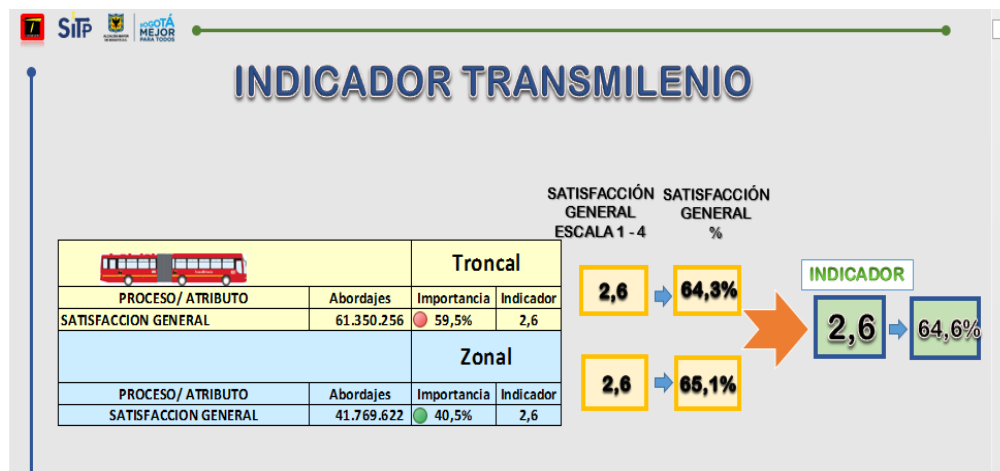 SiTP
ALCALDÍA MAYOR
BOGOTÁ
MEJOR
PARA TODOS
INDICADOR TRANSMILENIO
SATISFACCIÓN GENERAL ESCALA 1 - 4
SATISFACCIÓN GENERAL %
Troncal
PROCESO/ ATRIBUTO Abordajes Importancia Indicador
SATISFACCION GENERAL 61.350.256 59,5% 2,6
Zonal
PROCESO/ ATRIBUTO Abordajes Importancia Indicador
SATISFACCION GENERAL 41.769.622 40,5% 2,6
2,6 64,3%
2,6 65,1%
INDICADOR
2,6 64,6%